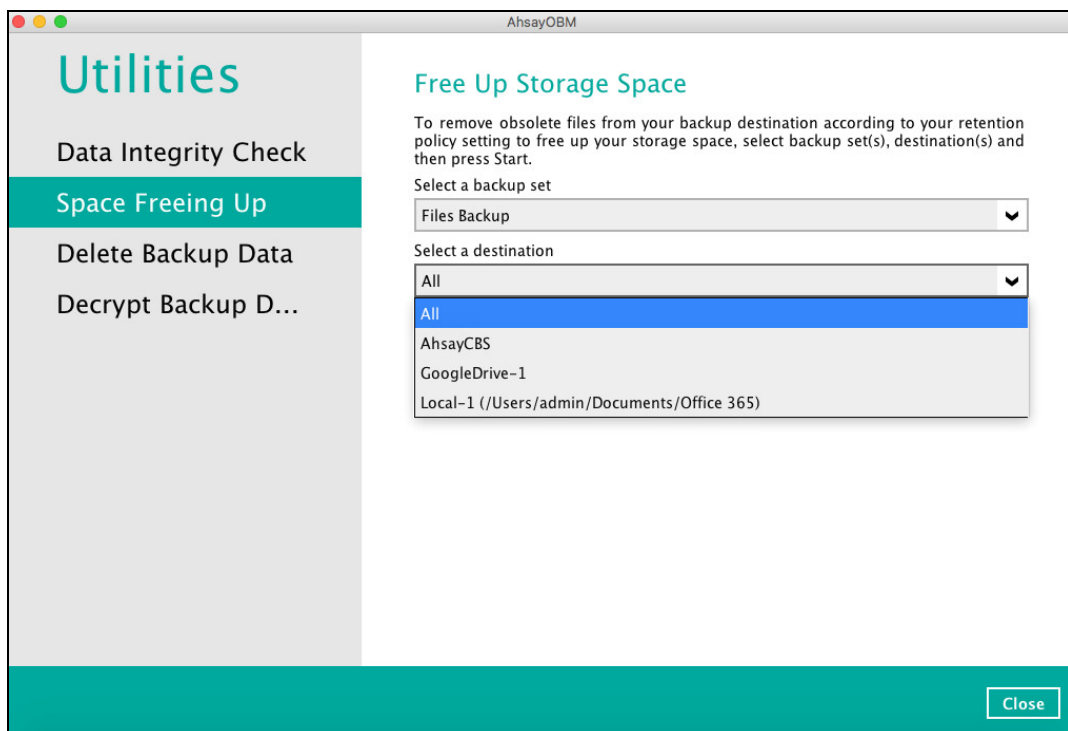 AhsayOBM
Utilities
Data Integrity Check
Space Freeing Up
Delete Backup Data
Decrypt Backup D...
Free Up Storage Space
To remove obsolete files from your backup destination according to your retention
policy setting to free up your storage space, select backup set(s), destination(s) and
then press Start.
Select a backup set
Files Backup
Select a destination
All
All
AhsayCBS
GoogleDrive-1
Local-1 (/Users/admin/Documents/Office 365)
Close